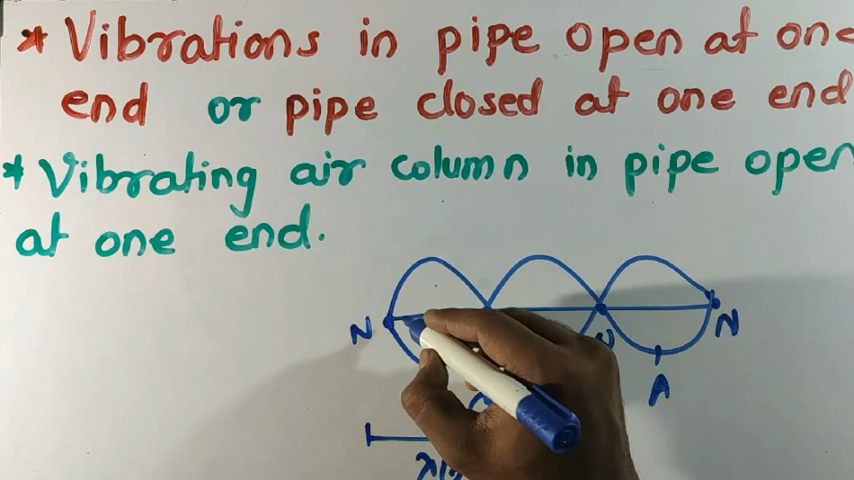 * Vibrations in pipe open at one
end or pipe closed at one end
* Vibrating air column in pipe open
at one end.
N
N
A